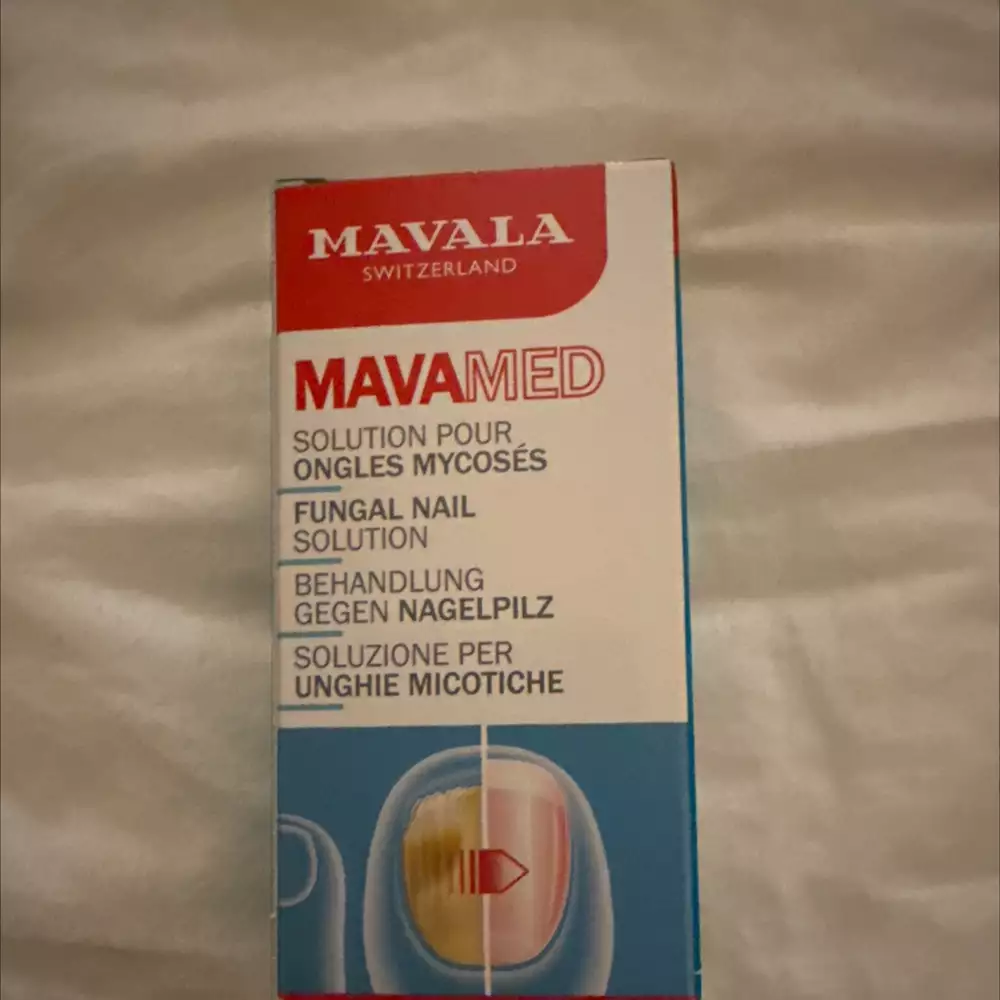 MAVALA
SWITZERLAND
MAVAMED
SOLUTION POUR
ONGLES MYCOSÉS
FUNGAL NAIL
SOLUTION
BEHANDLUNG
GEGEN NAGELPILZ
SOLUZIONE PER
UNGHIE MICOTICHE